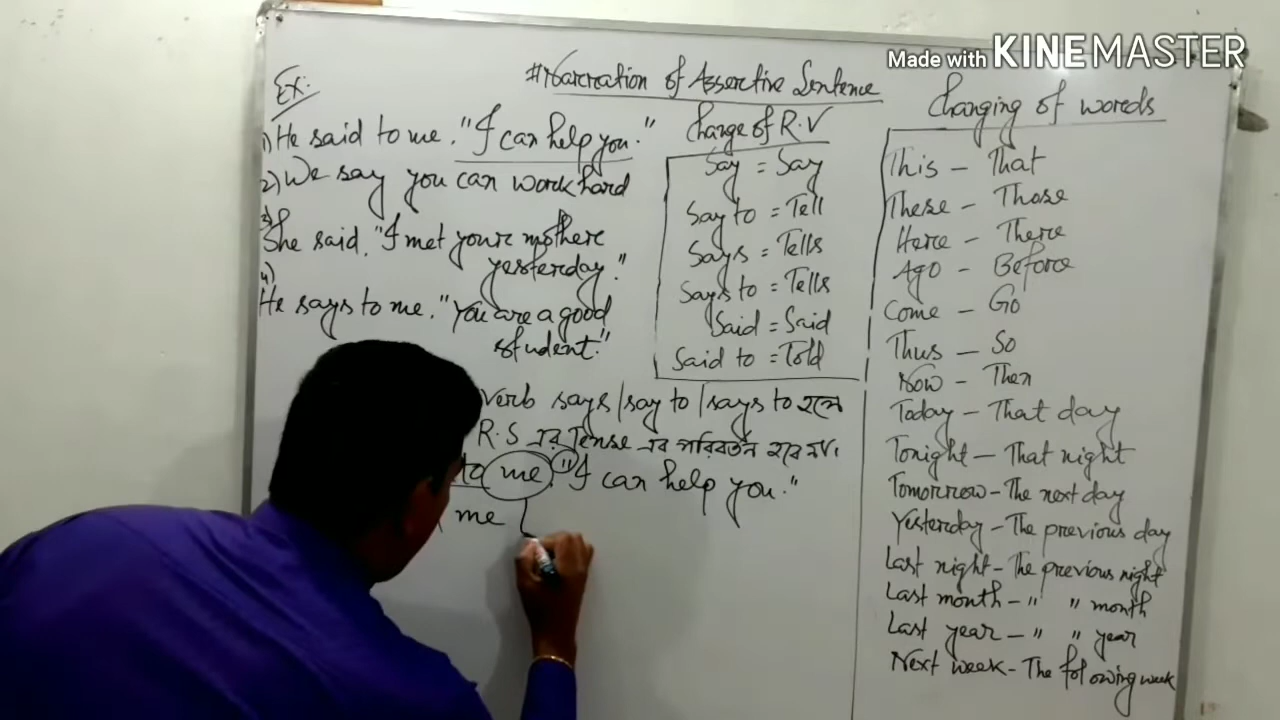 Made with KINEMASTER
#Narration of Assertive Sentence
Ex:
1) He said to me. "I can help you."
2) We say you can work hard
3) She said. "I met your mothere
yesterday."
4) He says to me. "You are a good
student."
Change of R.V
Say = Say
Say to = Tell
Says = Tells
Says to = Tells
Said = Said
Said to = Told
verb says/say to/says to হলে
R.S এর Tense এর পরিবর্তন হবে না।
to me. "I can help you."
me
Changing of words
This - That
These - Those
Here - There
Ago - Before
Come - Go
Thus - So
Now - Then
Today - That day
Tonight - That night
Tomorrow - The next day
Yesterday - The previous day
Last night - The previous night
Last month - " " month
Last year - " " year
Next week - The following week